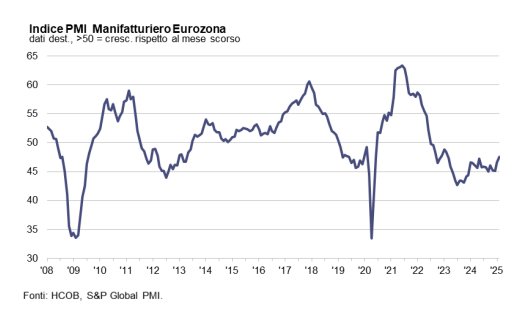 Indice PMI Manifatturiero Eurozona
dati dest., >50 = cresc. rispetto al mese scorso
65
60
55
50
45
40
35
30
'08 '09 '10 '11 '12 '13 '14 '15 '16 '17 '18 '19 '20 '21 '22 '23 '24 '25
Fonti: HCOB, S&P Global PMI.